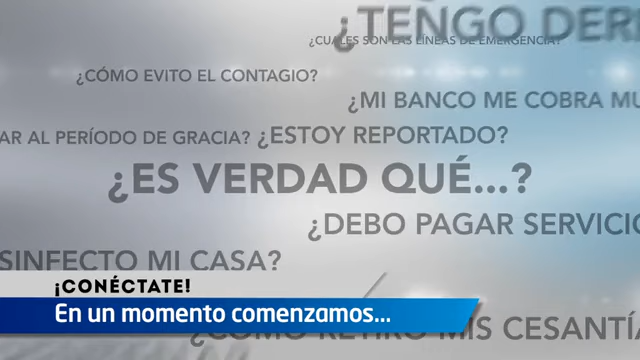 ¿TENGO DERE
¿CUÁLES SON LAS LÍNEAS DE EMERGENCIA?
¿CÓMO EVITO EL CONTAGIO?
¿MI BANCO ME COBRA MU
AR AL PERÍODO DE GRACIA?
¿ESTOY REPORTADO?
¿ES VERDAD QUÉ...?
¿DEBO PAGAR SERVICIO
SINFECTO MI CASA?
¡CONÉCTATE!
En un momento comenzamos...
¿CÓMO RETIRO MIS CESANTÍA